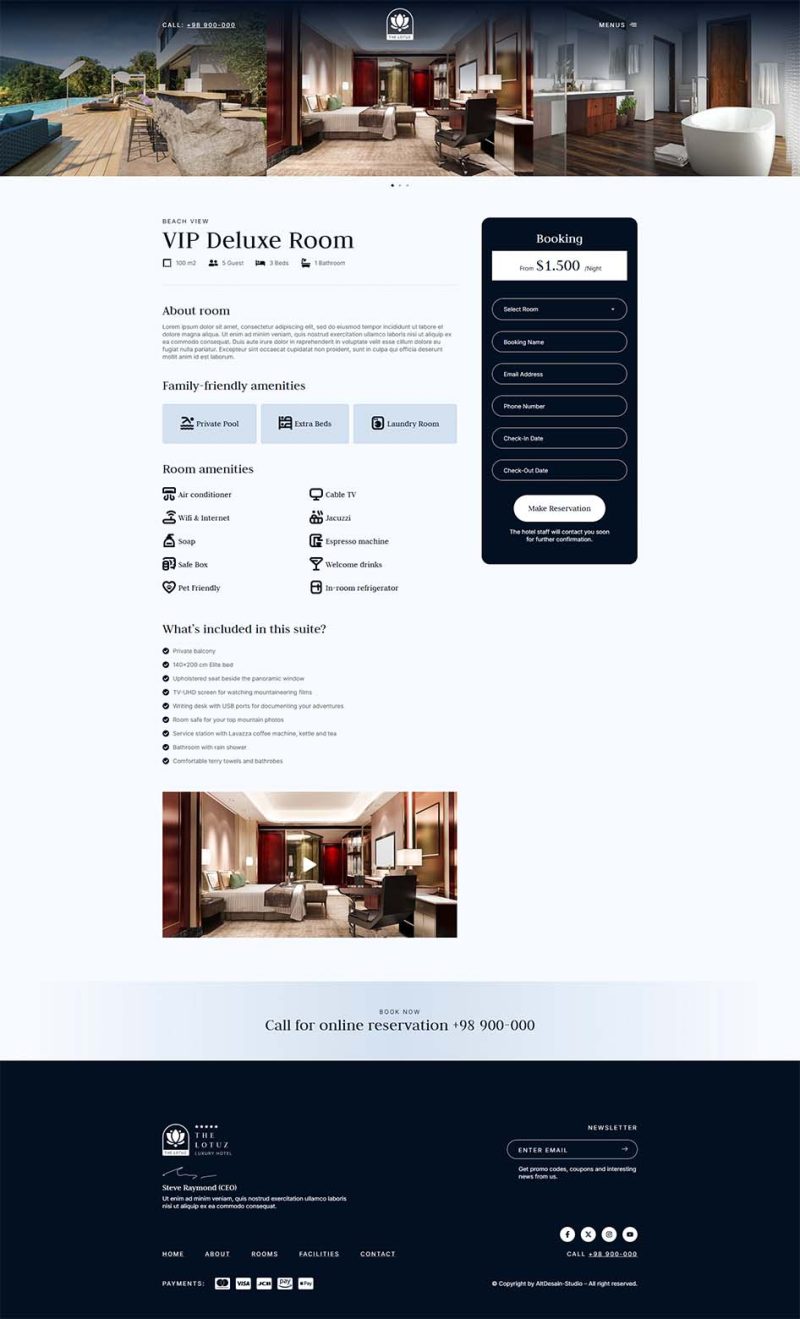 CALL: +98 900-000
THE LOTUZ
MENUS
BEACH VIEW
VIP Deluxe Room
100 m2
5 Guest
3 Beds
1 Bathroom
About room
Lorem ipsum dolor sit amet, consectetur adipiscing elit, sed do eiusmod tempor incididunt ut labore et
dolore magna aliqua. Ut enim ad minim veniam, quis nostrud exercitation ullamco laboris nisi ut aliquip ex
ea commodo consequat. Duis aute irure dolor in reprehenderit in voluptate velit esse cillum dolore eu
fugiat nulla pariatur. Excepteur sint occaecat cupidatat non proident, sunt in culpa qui officia deserunt
mollit anim id est laborum.
Family-friendly amenities
Private Pool
Extra Beds
Laundry Room
Room amenities
Air conditioner
Cable TV
Wifi & Internet
Jacuzzi
Soap
Espresso machine
Safe Box
Welcome drinks
Pet Friendly
In-room refrigerator
What's included in this suite?
Private balcony
140×200 cm Elite bed
Upholstered seat beside the panoramic window
TV-UHD screen for watching mountaineering films
Writing desk with USB ports for documenting your adventures
Room safe for your top mountain photos
Service station with Lavazza coffee machine, kettle and tea
Bathroom with rain shower
Comfortable terry towels and bathrobes
Booking
From $1.500 /Night
Select Room
Booking Name
Email Address
Phone Number
Check-In Date
Check-Out Date
Make Reservation
The hotel staff will contact you soon
for further confirmation.
BOOK NOW
Call for online reservation +98 900-000
THE LOTUZ
THE
LOTUZ
LUXURY HOTEL
Steve Raymond (CEO)
Ut enim ad minim veniam, quis nostrud exercitation ullamco laboris
nisi ut aliquip ex ea commodo consequat.
NEWSLETTER
ENTER EMAIL
Get promo codes, coupons and interesting
news from us.
HOME
ABOUT
ROOMS
FACILITIES
CONTACT
CALL +98 900-000
PAYMENTS:
VISA
JCB
pay
Pay
© Copyright by AltDesain-Studio – All right reserved.